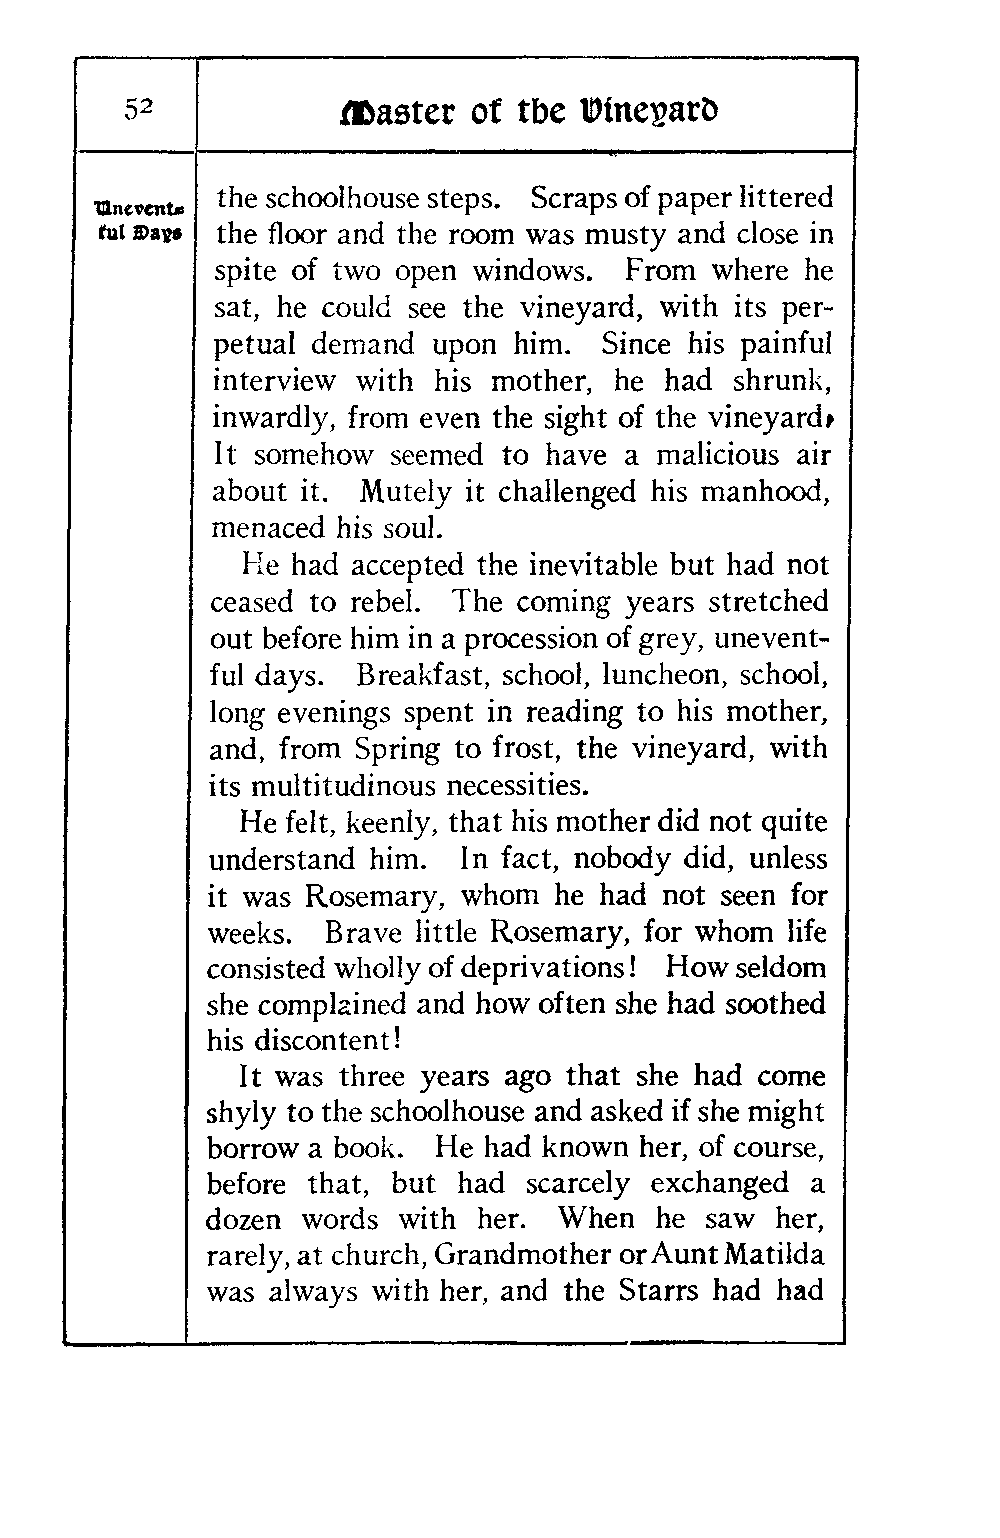 52
Master of the Vineyard
Unevent-
ful Days
the schoolhouse steps. Scraps of paper littered
the floor and the room was musty and close in
spite of two open windows. From where he
sat, he could see the vineyard, with its per-
petual demand upon him. Since his painful
interview with his mother, he had shrunk,
inwardly, from even the sight of the vineyard.
It somehow seemed to have a malicious air
about it. Mutely it challenged his manhood,
menaced his soul.
He had accepted the inevitable but had not
ceased to rebel. The coming years stretched
out before him in a procession of grey, unevent-
ful days. Breakfast, school, luncheon, school,
long evenings spent in reading to his mother,
and, from Spring to frost, the vineyard, with
its multitudinous necessities.
He felt, keenly, that his mother did not quite
understand him. In fact, nobody did, unless
it was Rosemary, whom he had not seen for
weeks. Brave little Rosemary, for whom life
consisted wholly of deprivations! How seldom
she complained and how often she had soothed
his discontent!
It was three years ago that she had come
shyly to the schoolhouse and asked if she might
borrow a book. He had known her, of course,
before that, but had scarcely exchanged a
dozen words with her. When he saw her,
rarely, at church, Grandmother or Aunt Matilda
was always with her, and the Starrs had had